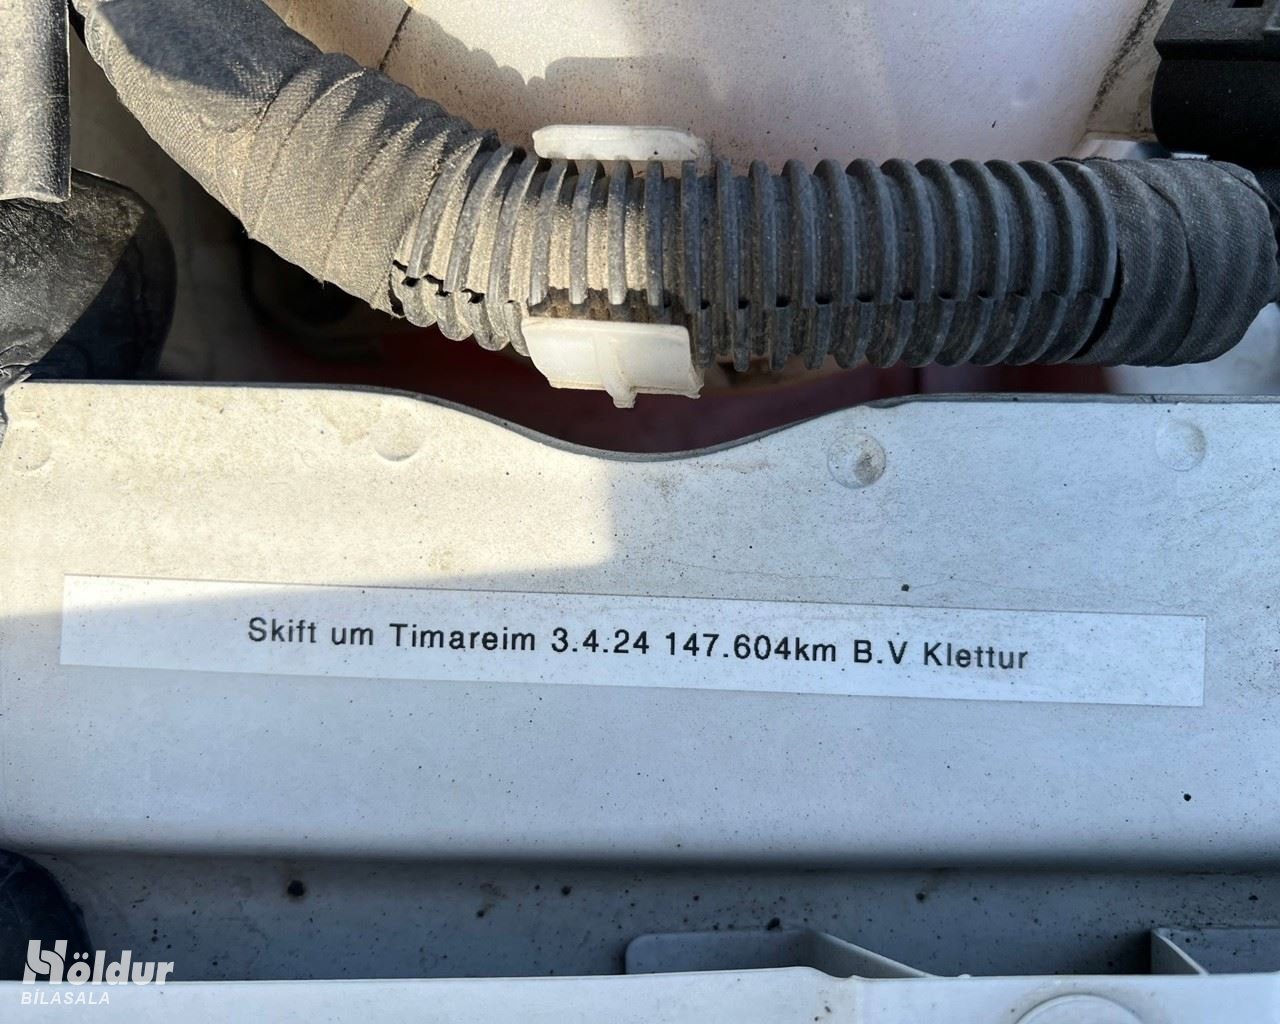 Skift um Timareim 3.4.24 147.604km B.V Klettur
Höldur
BÍLASALA